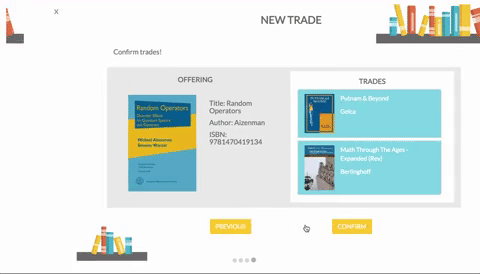 x
NEW TRADE
Confirm trades!
OFFERING
Random Operators
Michael Aizenman
Simone Warzel
Title: Random
Operators
Author: Aizenman
ISBN:
9781470419134
TRADES
Putnam & Beyond
Gelca
Math Through The Ages -
Expanded (Rev)
Berlinghoff
PREVIOUS
CONFIRM